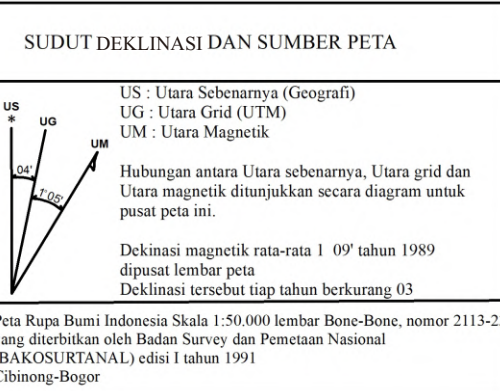 SUDUT DEKLINASI DAN SUMBER PETA
US : Utara Sebenarnya (Geografi)
UG : Utara Grid (UTM)
UM : Utara Magnetik
US
*
UG
UM
04'
1°05'
Hubungan antara Utara sebenarnya, Utara grid dan
Utara magnetik ditunjukkan secara diagram untuk
pusat peta ini.
Dekinasi magnetik rata-rata 1 09' tahun 1989
dipusat lembar peta
Deklinasi tersebut tiap tahun berkurang 03
Peta Rupa Bumi Indonesia Skala 1:50.000 lembar Bone-Bone, nomor 2113-2
yang diterbitkan oleh Badan Survey dan Pemetaan Nasional
(BAKOSURTANAL) edisi I tahun 1991
Cibinong-Bogor